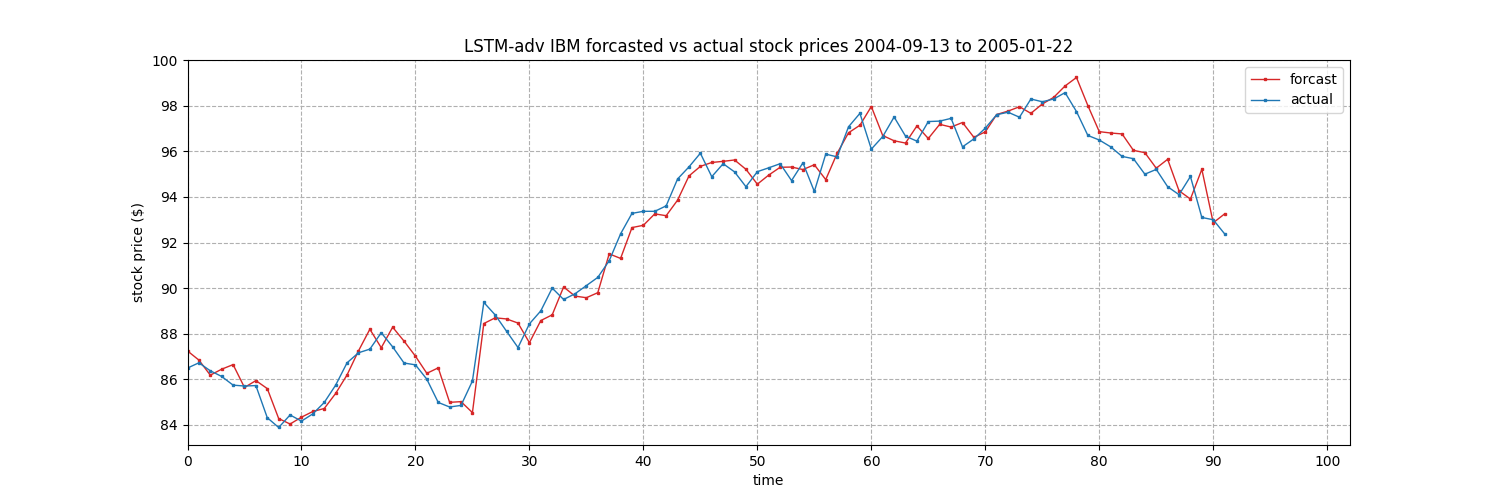 LSTM-adv IBM forcasted vs actual stock prices 2004-09-13 to 2005-01-22
100
98
96
94
92
90
88
86
84
stock price ($)
forcast
actual
0 10 20 30 40 50 60 70 80 90 100
time